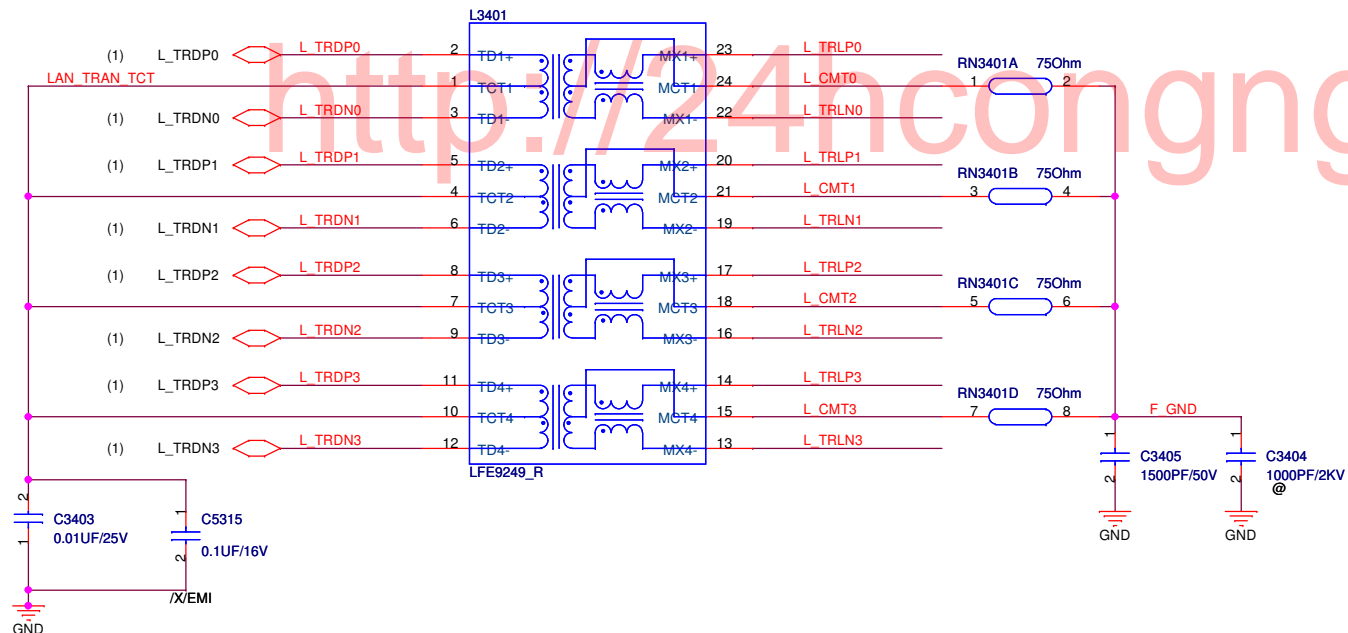 L3401
(1) L_TRDP0 L_TRDP0 2 TD1+ MX1+ 23 L_TRLP0
LAN_TRAN_TCT 1 TCT1 MCT1 24 L_CMT0 RN3401A 75Ohm 1 2
(1) L_TRDN0 L_TRDN0 3 TD1- MX1- 22 L_TRLN0
http://24hcongng
(1) L_TRDP1 L_TRDP1 5 TD2+ MX2+ 20 L_TRLP1
4 TCT2 MCT2 21 L_CMT1 RN3401B 75Ohm 3 4
(1) L_TRDN1 L_TRDN1 6 TD2- MX2- 19 L_TRLN1
(1) L_TRDP2 L_TRDP2 8 TD3+ MX3+ 17 L_TRLP2
7 TCT3 MCT3 18 L_CMT2 RN3401C 75Ohm 5 6
(1) L_TRDN2 L_TRDN2 9 TD3- MX3- 16 L_TRLN2
(1) L_TRDP3 L_TRDP3 11 TD4+ MX4+ 14 L_TRLP3
10 TCT4 MCT4 15 L_CMT3 RN3401D 75Ohm 7 8 F_GND
(1) L_TRDN3 L_TRDN3 12 TD4- MX4- 13 L_TRLN3
LFE9249_R
1 2 C3405
1500PF/50V
GND
1 2 C3404
1000PF/2KV
@
GND
2 1 C3403
0.01UF/25V
1 2 C5315
0.1UF/16V
/X/EMI
GND